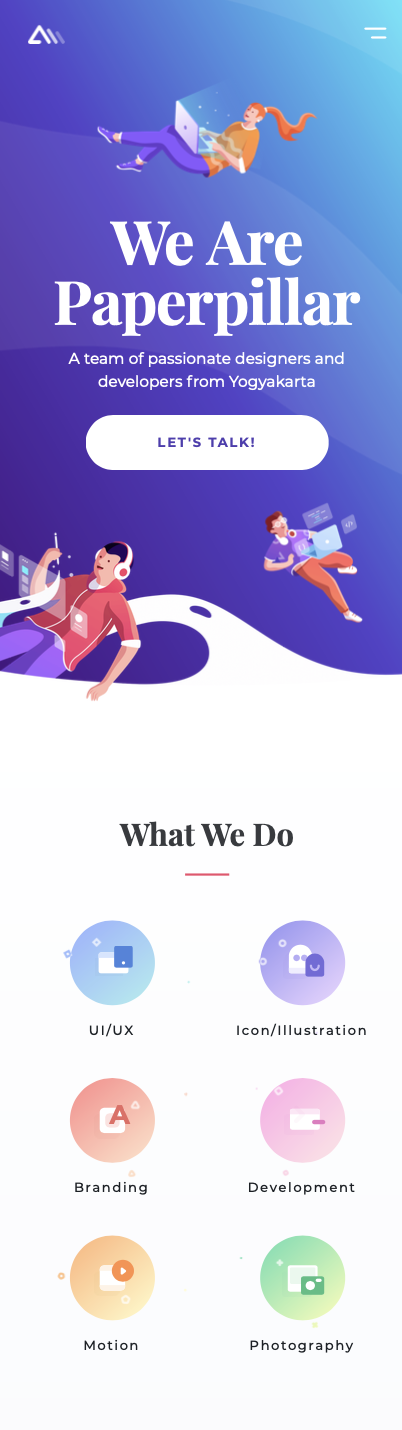 We Are
Paperpillar
A team of passionate designers and
developers from Yogyakarta
LET'S TALK!
What We Do
UI/UX
Icon/Illustration
A
Branding
Development
Motion
Photography